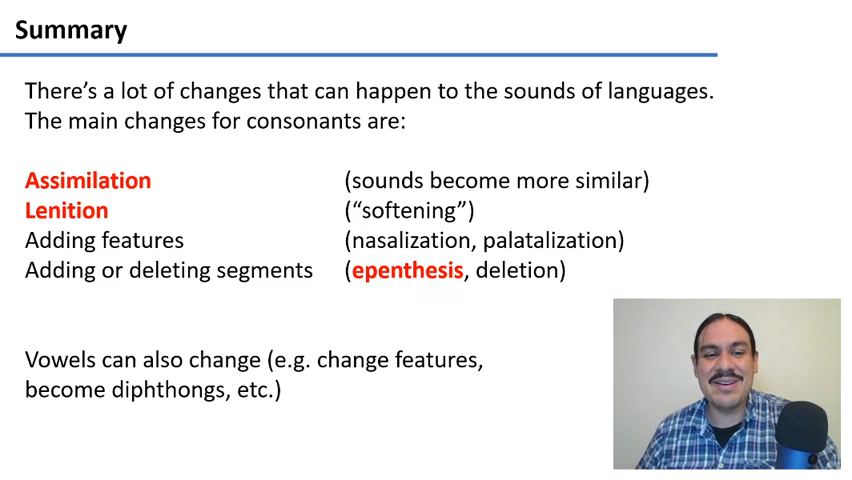 Summary
There’s a lot of changes that can happen to the sounds of languages.
The main changes for consonants are:
Assimilation (sounds become more similar)
Lenition (“softening”)
Adding features (nasalization, palatalization)
Adding or deleting segments (epenthesis, deletion)
Vowels can also change (e.g. change features,
become diphthongs, etc.)